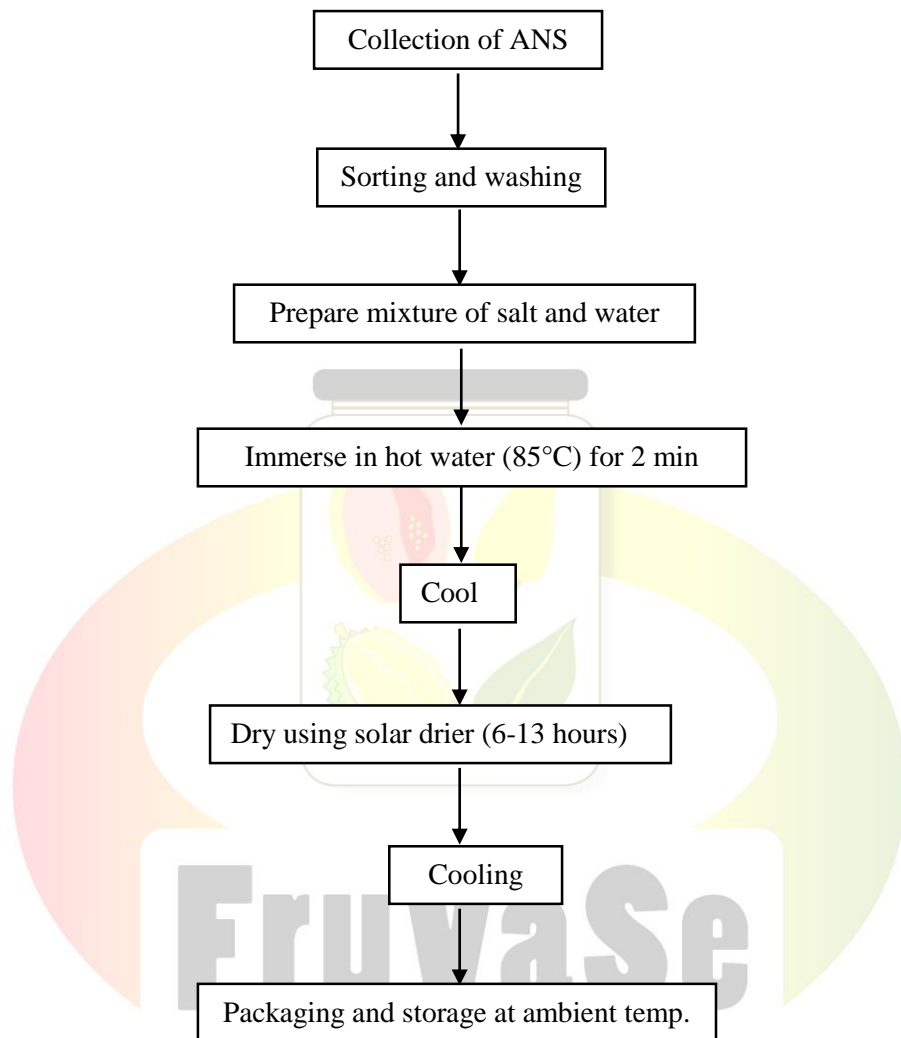 Collection of ANS
Sorting and washing
Prepare mixture of salt and water
Immerse in hot water (85°C) for 2 min
Cool
Dry using solar drier (6-13 hours)
Cooling
FruVaSe
Packaging and storage at ambient temp.